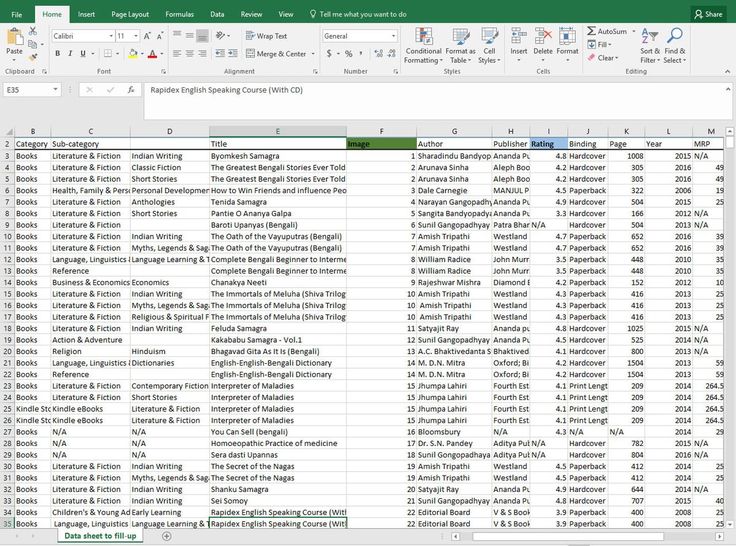 File Home Insert Page Layout Formulas Data Review View Tell me what you want to do Share
Paste Calibri 11 A A Wrap Text General Conditional Format as Cell Insert Delete Format AutoSum Sort & Find &
B I U A Merge & Center $ % , Formatting Table Styles Fill Filter Select
Clear
Clipboard Font Alignment Number Styles Cells Editing
E35 fx Rapidex English Speaking Course (With CD)
B C D E F G H I J K L M
2 Category Sub-category Title Image Author Publisher Rating Binding Page Year MRP
3 Books Literature & Fiction Indian Writing Byomkesh Samagra 1 Sharadindu Bandyop Ananda Pu 4.8 Hardcover 1008 2015 N/A
4 Books Literature & Fiction Classic Fiction The Greatest Bengali Stories Ever Told 2 Arunava Sinha Aleph Boo 4.2 Hardcover 305 2016 49
5 Books Literature & Fiction Short Stories The Greatest Bengali Stories Ever Told 2 Arunava Sinha Aleph Boo 4.2 Hardcover 305 2016 49
6 Books Health, Family & Pers Personal Developmen How to Win Friends and influence Peo 3 Dale Carnegie MANJUL P 4.5 Paperback 322 2006 19
7 Books Literature & Fiction Anthologies Tenida Samagra 4 Narayan Gangopadh Ananda Pu 4.9 Hardcover 504 2015 25
8 Books Literature & Fiction Short Stories Pantie O Ananya Galpa 5 Sangita Bandyopadya Ananda Pu 3.3 Hardcover 166 2012 N/A
9 Books Literature & Fiction Baroti Upanyas (Bengali) 6 Sunil Gangopadhyay Patra Bhar N/A Hardcover 504 2013 N/A
10 Books Literature & Fiction Indian Writing The Oath of the Vayuputras (Bengali) 7 Amish Tripathi Westland 4.7 Paperback 652 2016 39
11 Books Literature & Fiction Myths, Legends & Sag The Oath of the Vayuputras (Bengali) 7 Amish Tripathi Westland 4.7 Paperback 652 2016 39
12 Books Language, Linguistics & Language Learning & T Complete Bengali Beginner to Interme 8 William Radice John Murr 3.5 Paperback 448 2010 35
13 Books Reference Complete Bengali Beginner to Interme 8 William Radice John Murr 3.5 Paperback 448 2010 35
14 Books Business & Economics Economics Chanakya Neeti 9 Rajeshwar Mishra Diamond B 4.2 Paperback 152 2012 10
15 Books Literature & Fiction Indian Writing The Immortals of Meluha (Shiva Trilog 10 Amish Tripathi Westland 4.3 Paperback 416 2013 25
16 Books Literature & Fiction Myths, Legends & Sag The Immortals of Meluha (Shiva Trilog 10 Amish Tripathi Westland 4.3 Paperback 416 2013 25
17 Books Literature & Fiction Religious & Spiritual F The Immortals of Meluha (Shiva Trilog 10 Amish Tripathi Westland 4.3 Paperback 416 2013 25
18 Books Literature & Fiction Indian Writing Feluda Samagra 11 Satyajit Ray Ananda pu 4.8 Hardcover 1025 2015 N/A
19 Books Action & Adventure Kakababu Samagra - Vol.1 12 Sunil Gangopadhyay Ananda Pu 4.5 Hardcover 525 2014 N/A
20 Books Religion Hinduism Bhagavad Gita As It Is (Bengali) 13 A.C. Bhaktivedanta S Bhaktived 4.1 Hardcover 800 2013 N/A
21 Books Language, Linguistics & Dictionaries English-English-Bengali Dictionary 14 M. D.N. Mitra Oxford; Bi 4.2 Hardcover 1504 2013 59
22 Books Reference English-English-Bengali Dictionary 14 M. D.N. Mitra Oxford; Bi 4.2 Hardcover 1504 2013 59
23 Books Literature & Fiction Contemporary Fiction Interpreter of Maladies 15 Jhumpa Lahiri Fourth Est 4.1 Print Lengt 209 2014 264.5
24 Books Literature & Fiction Short Stories Interpreter of Maladies 15 Jhumpa Lahiri Fourth Est 4.1 Print Lengt 209 2014 264.5
25 Kindle Sto Kindle eBooks Literature & Fiction Interpreter of Maladies 15 Jhumpa Lahiri Fourth Est 4.1 Print Lengt 209 2014 264.5
26 Kindle Sto Kindle eBooks Literature & Fiction Interpreter of Maladies 15 Jhumpa Lahiri Fourth Est 4.1 Print Lengt 209 2014 264.5
27 Books N/A N/A You Can Sell (bengali) 16 Bloomsbury N/A 4.3 N/A N/A 2014 29
28 Books N/A N/A Homoeopathic Practice of medicine 17 Dr. S.N. Pandey Aditya Pub N/A Hardcover 782 2015 N/A
29 Books N/A N/A Sera dasti Upannas 18 Sunil Gongopadhaya Aditya Pub N/A Hardcover 804 2016 N/A
30 Books Literature & Fiction Indian Writing The Secret of the Nagas 19 Amish Tripathi Westland 4.5 Paperback 412 2014 25
31 Books Literature & Fiction Myths, Legends & Sag The Secret of the Nagas 19 Amish Tripathi Westland 4.5 Paperback 412 2014 25
32 Books Literature & Fiction Indian Writing Shanku Samagra 20 Satyajit Ray Ananda pu 4.9 Hardcover 644 2014 N/A
33 Books Literature & Fiction Indian Writing Sei Somoy 21 Sunil Gangopadhyay Ananda Pu 4.8 Hardcover 707 2015 40
34 Books Children's & Young Ad Early Learning Rapidex English Speaking Course (Wit 22 Editorial Board V & S Book 3.9 Paperback 400 2008 25
35 Books Language, Linguistics Language Learning & T Rapidex English Speaking Course (Wit 22 Editorial Board V & S Book 3.9 Paperback 400 2008 25
Data sheet to fill-up